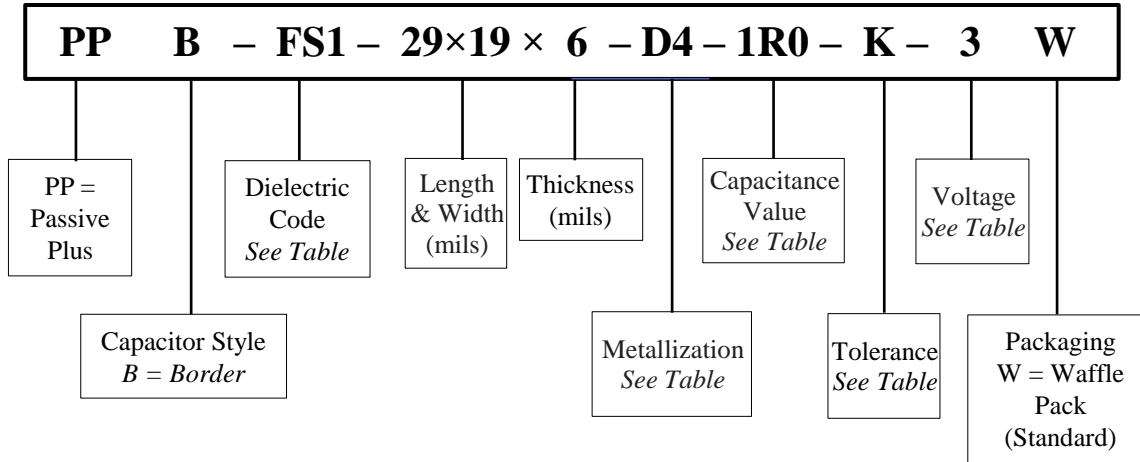 PP B – FS1 – 29×19 × 6 – D4 – 1R0 – K – 3 W
PP =
Passive
Plus
Dielectric
Code
See Table
Length
& Width
(mils)
Thickness
(mils)
Capacitance
Value
See Table
Voltage
See Table
Capacitor Style
B = Border
Metallization
See Table
Tolerance
See Table
Packaging
W = Waffle
Pack
(Standard)